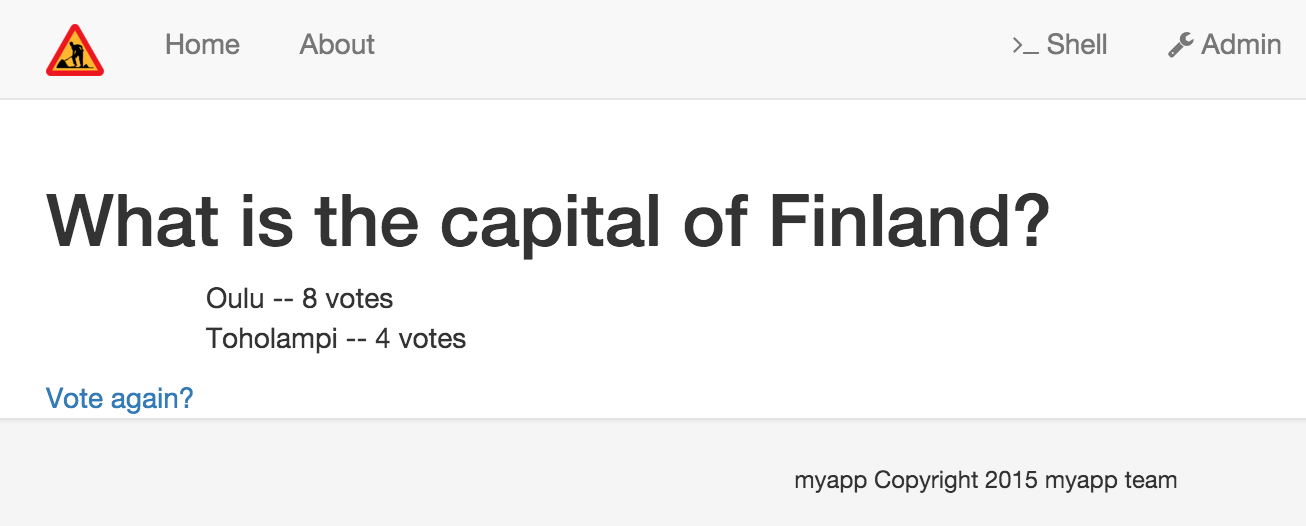 Home About >_ Shell Admin
What is the capital of Finland?
Oulu -- 8 votes
Toholampi -- 4 votes
Vote again?
myapp Copyright 2015 myapp team